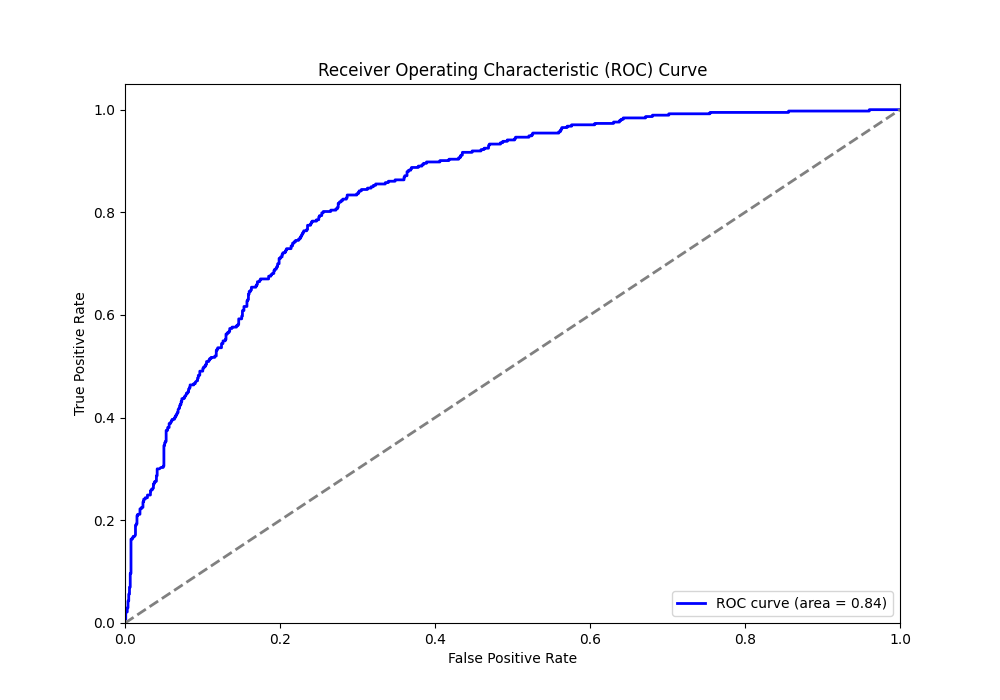 Receiver Operating Characteristic (ROC) Curve
1.0
0.8
0.6
0.4
0.2
0.0
True Positive Rate
ROC curve (area = 0.84)
0.0 0.2 0.4 0.6 0.8 1.0
False Positive Rate